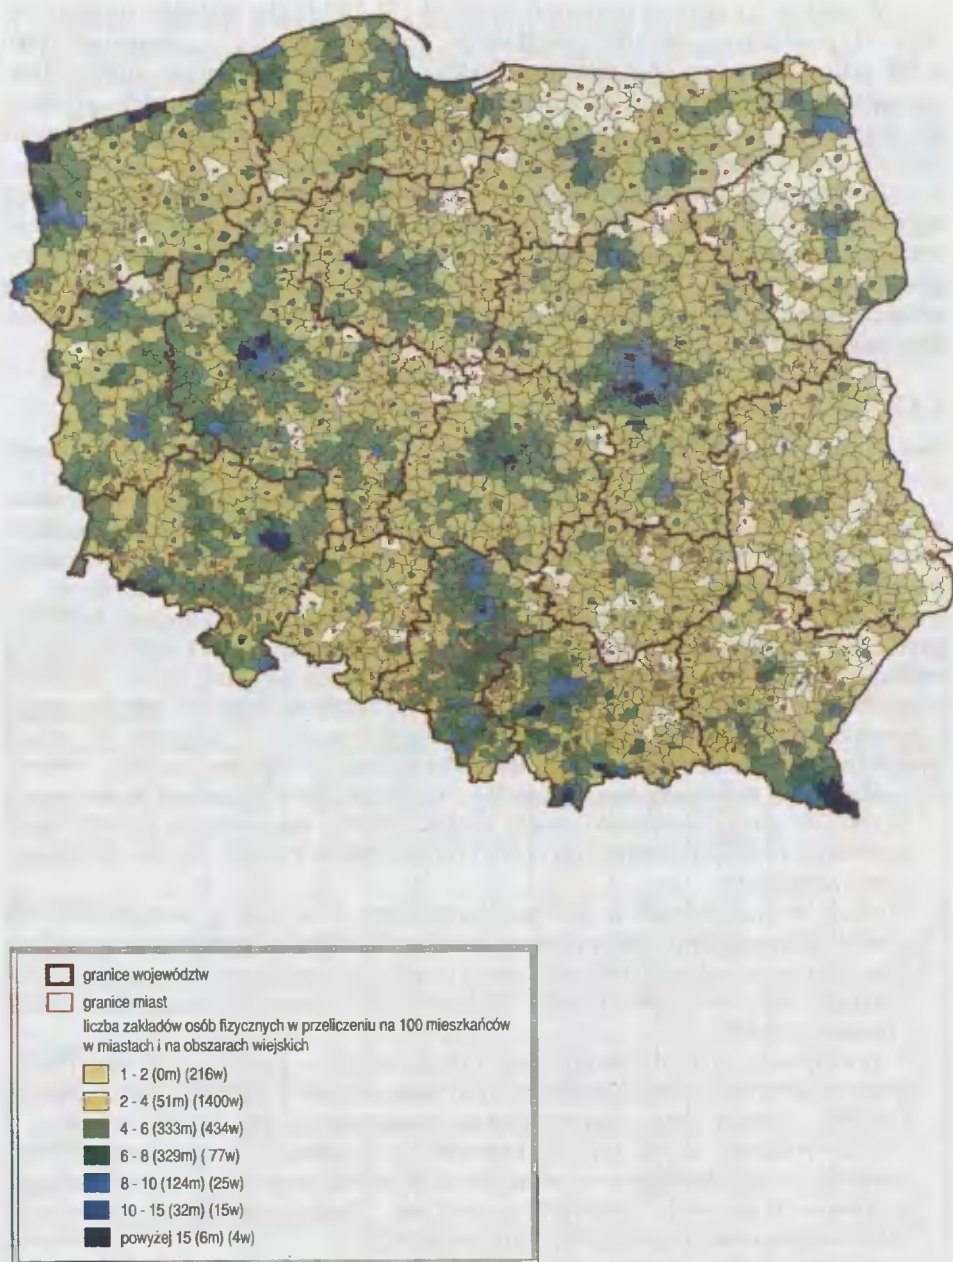 granice województw
granice miast
liczba zakładów osób fizycznych w przeliczeniu na 100 mieszkańców
w miastach i na obszarach wiejskich
1 - 2 (0m) (216w)
2 - 4 (51m) (1400w)
4 - 6 (333m) (434w)
6 - 8 (329m) ( 77w)
8 - 10 (124m) (25w)
10 - 15 (32m) (15w)
powyżej 15 (6m) (4w)